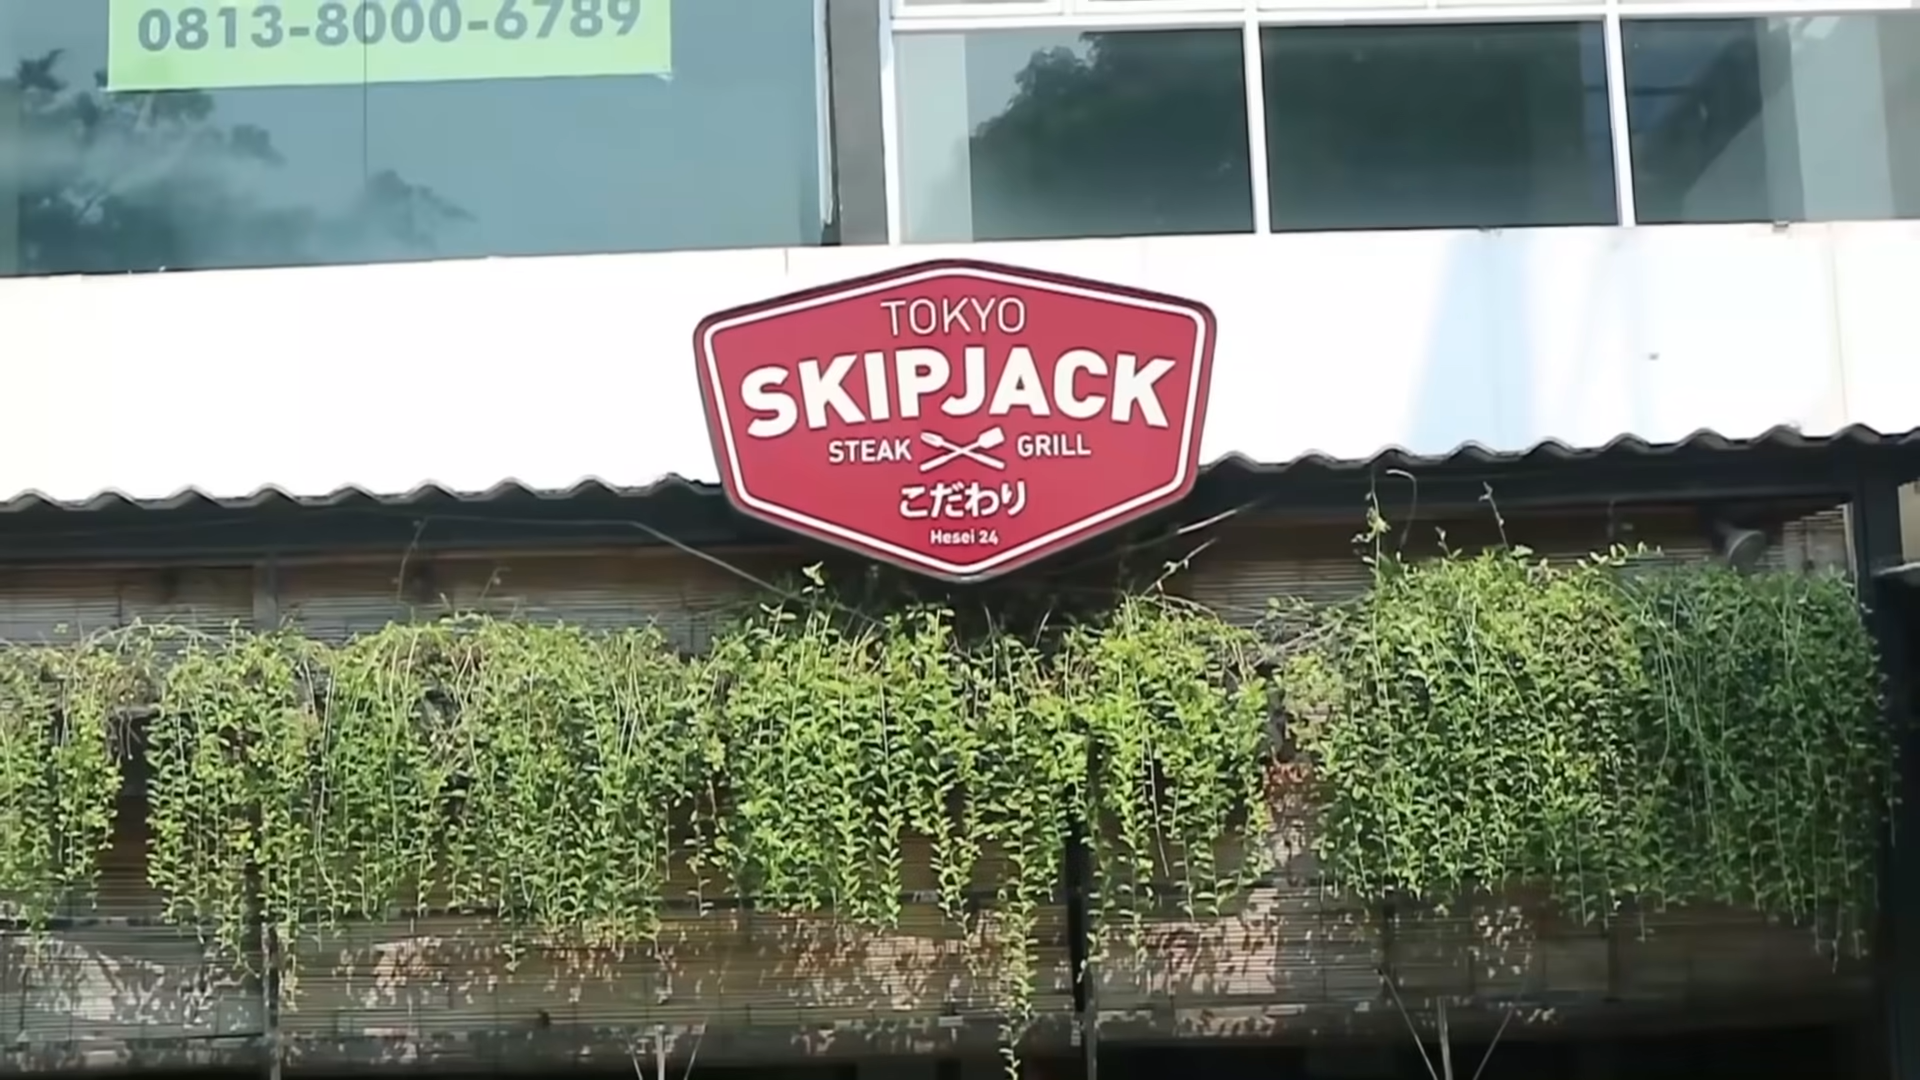 0813-8000-6789
TOKYO
SKIPJACK
STEAK GRILL
こだわり
Hesei 24